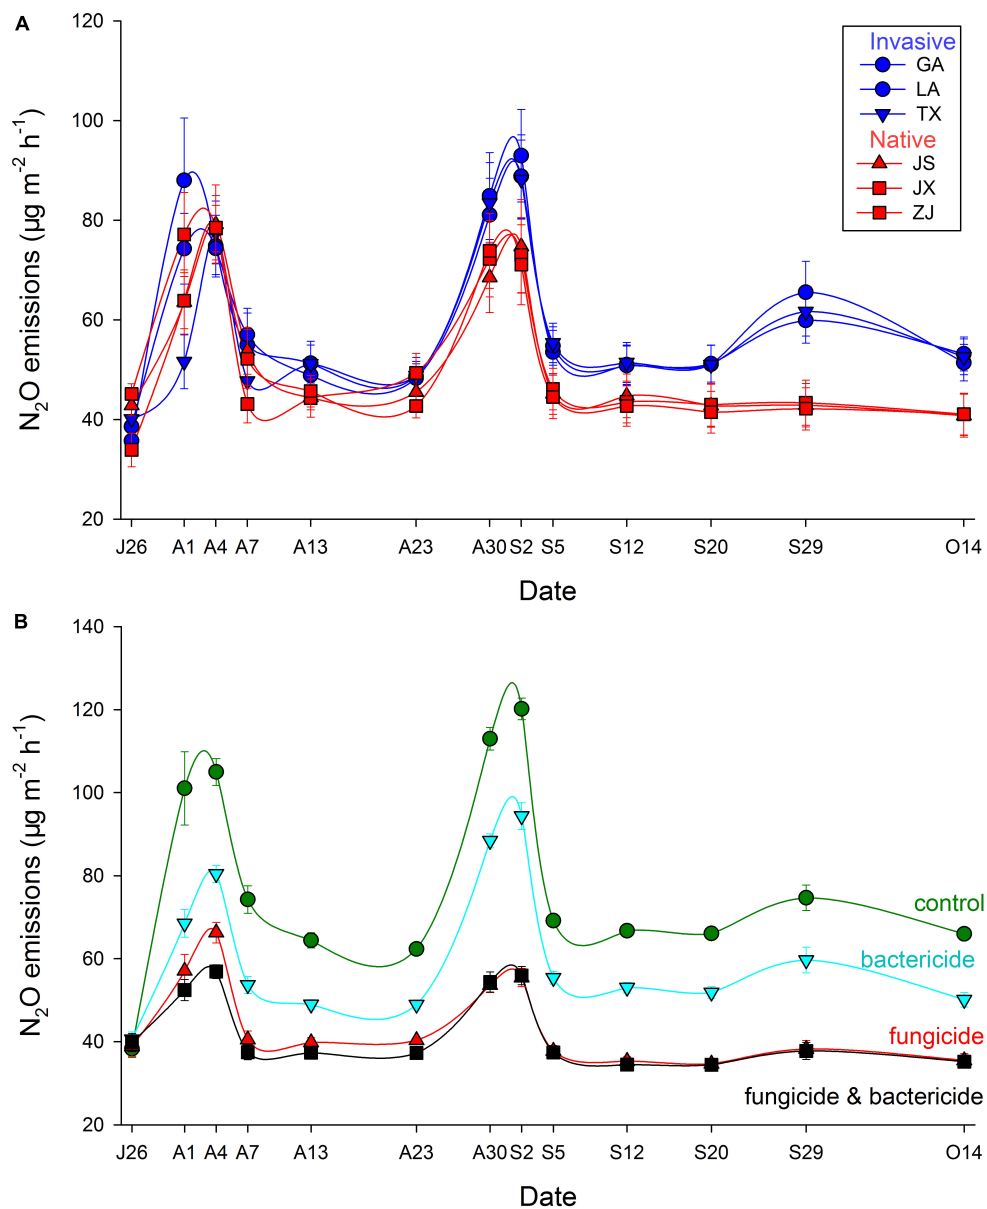 A
120
100
80
60
40
20
N2O emissions (µg m-2 h-1)
Invasive
GA
LA
TX
Native
JS
JX
ZJ
J26 A1 A4 A7 A13 A23 A30 S2 S5 S12 S20 S29 O14
Date
B
140
120
100
80
60
40
20
N2O emissions (µg m-2 h-1)
control
bactericide
fungicide
fungicide & bactericide
J26 A1 A4 A7 A13 A23 A30 S2 S5 S12 S20 S29 O14
Date